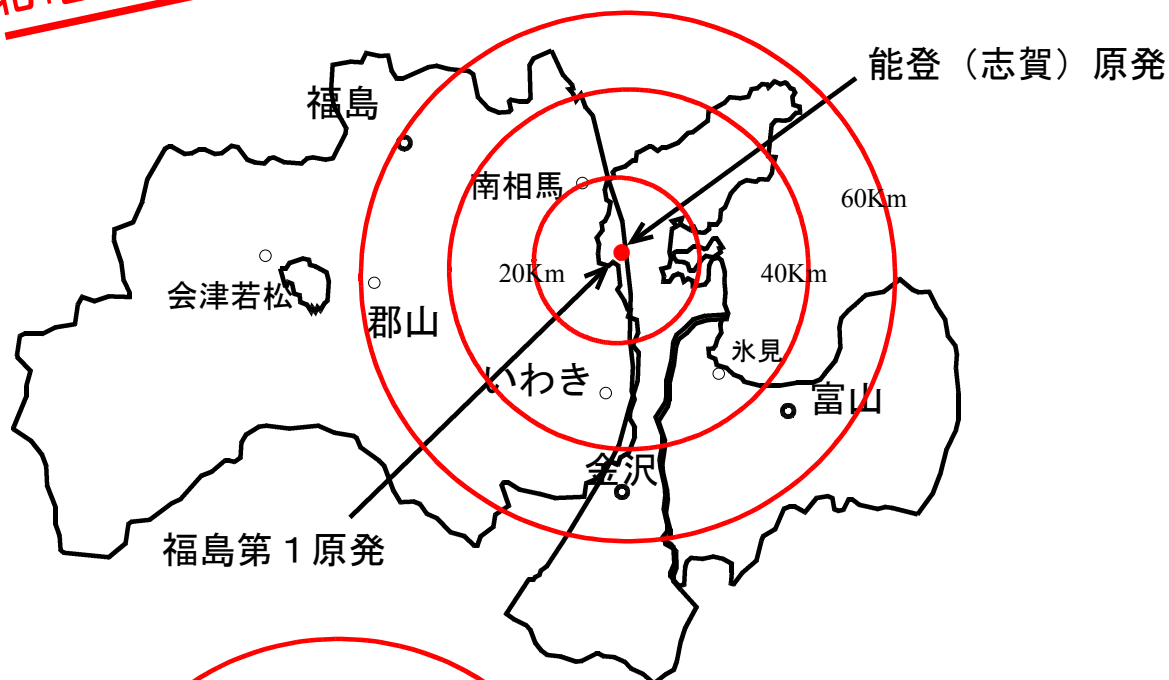 能登（志賀）原発
福島
南相馬
60Km
20Km
40Km
会津若松
郡山
氷見
いわき
富山
金沢
福島第１原発